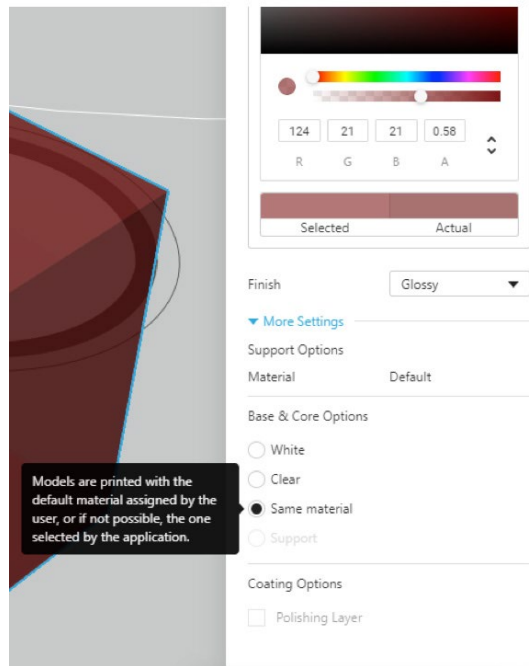 124 21 21 0.58
R G B A
Selected Actual
Finish Glossy
More Settings
Support Options
Material Default
Base & Core Options
White
Clear
Models are printed with the
default material assigned by the
user, or if not possible, the one
selected by the application.
Same material
Support
Coating Options
Polishing Layer